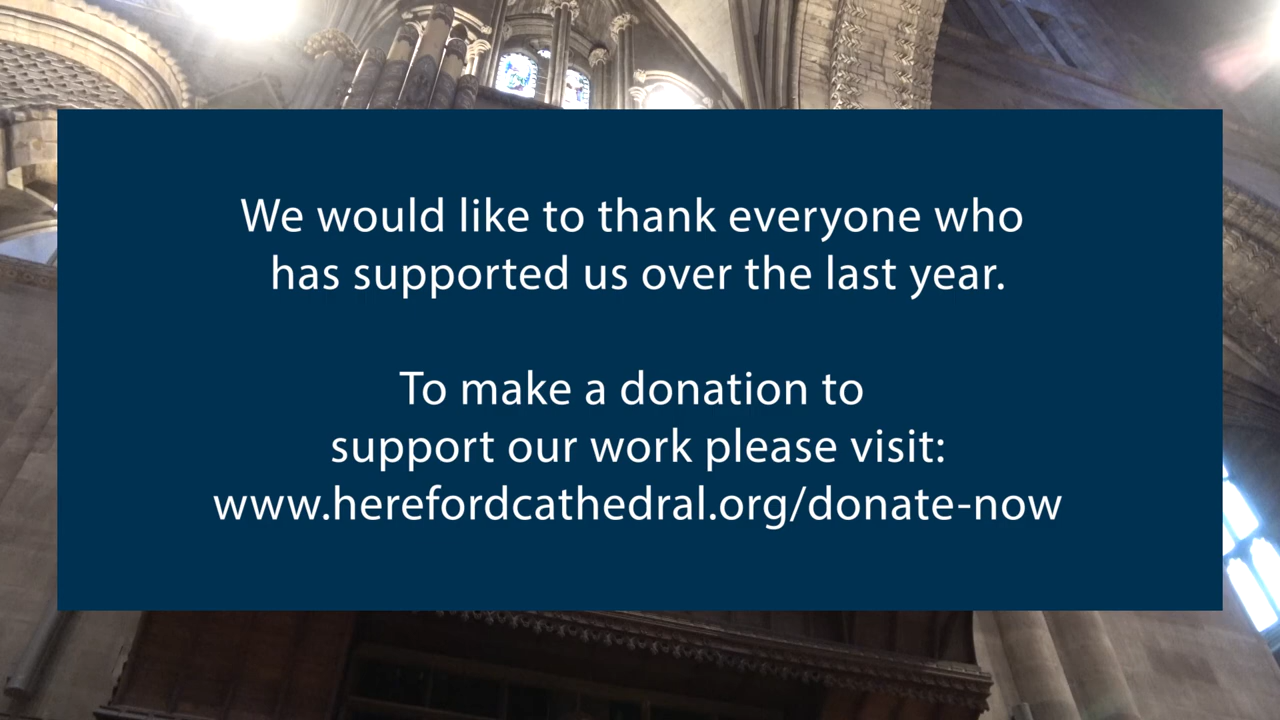 We would like to thank everyone who
has supported us over the last year.
To make a donation to
support our work please visit:
www.herefordcathedral.org/donate-now